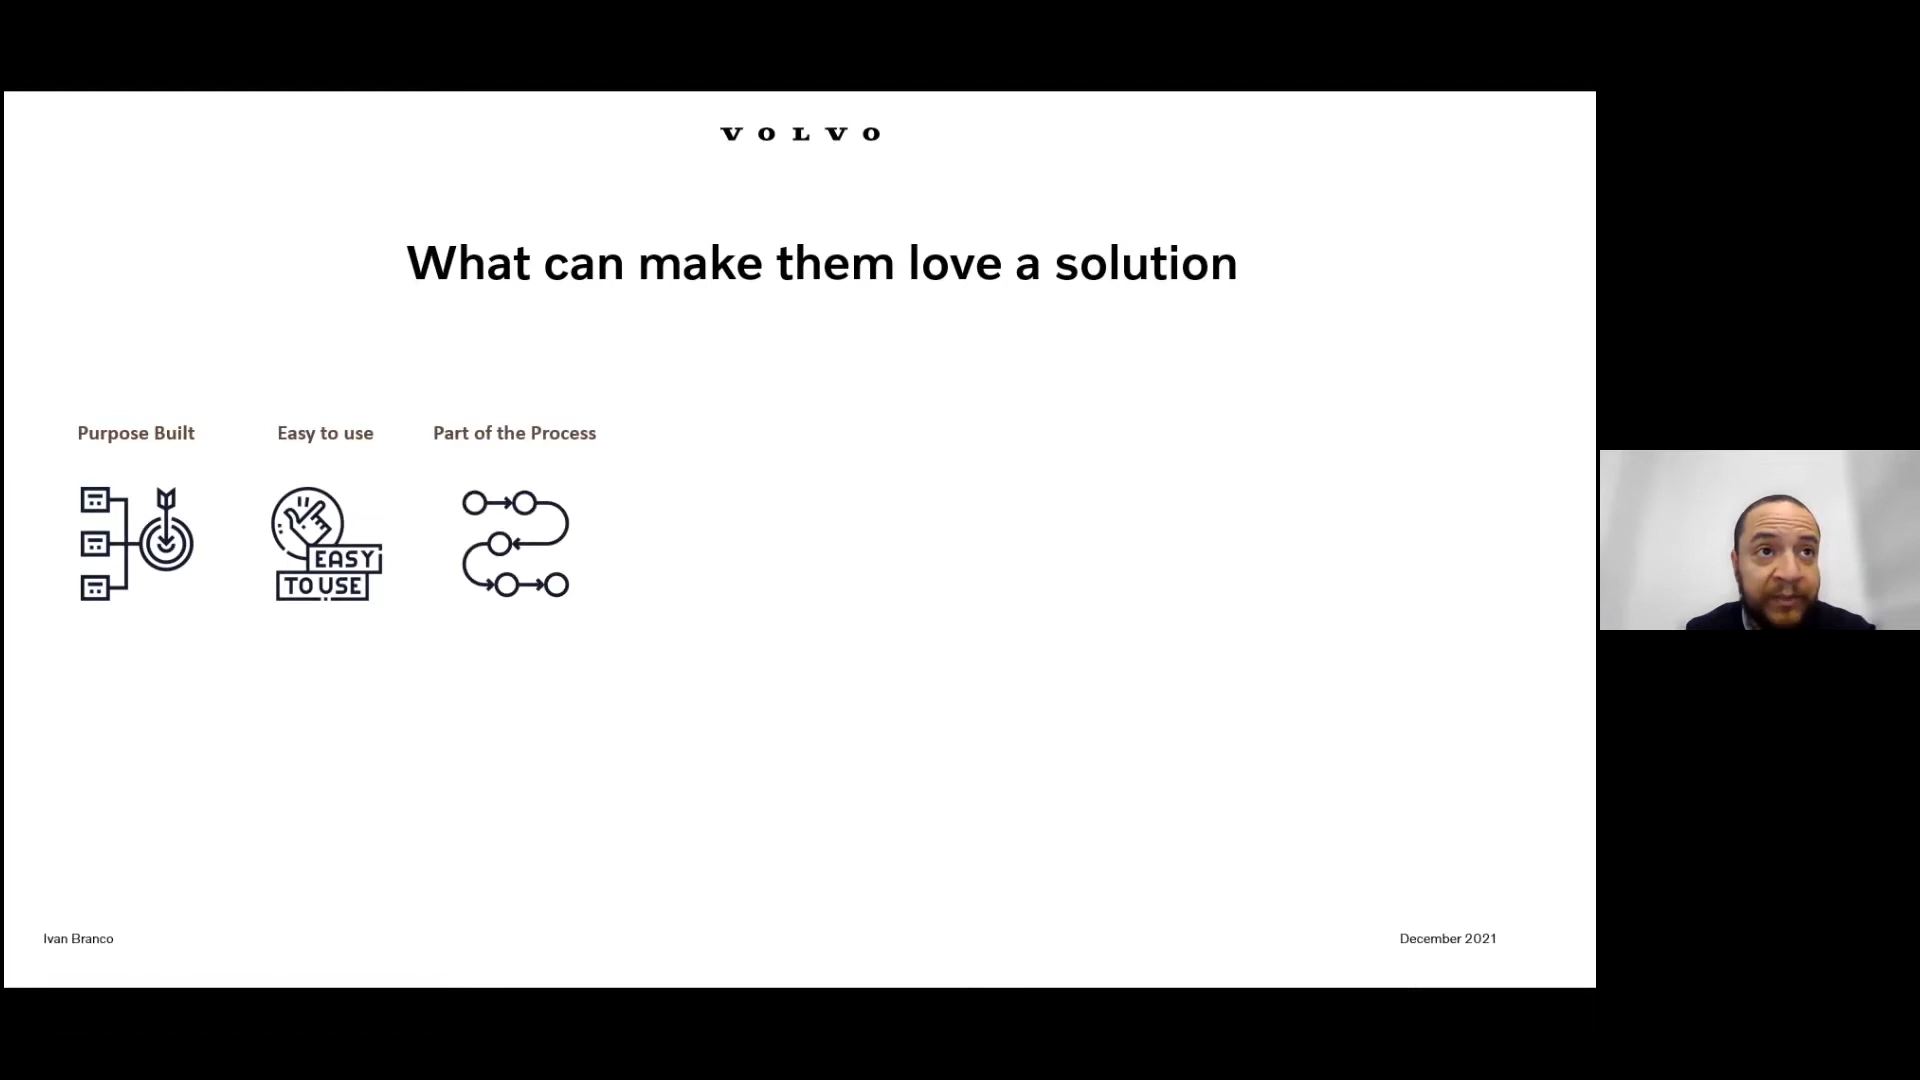 VOLVO
What can make them love a solution
Purpose Built
Easy to use
Part of the Process
EASY
TO USE
Ivan Branco
December 2021